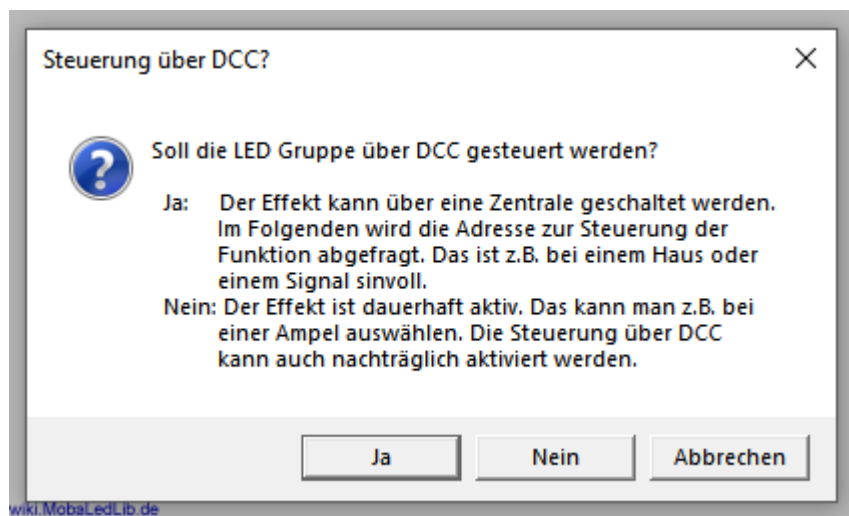 Steuerung über DCC?
Soll die LED Gruppe über DCC gesteuert werden?
Ja: Der Effekt kann über eine Zentrale geschaltet werden.
Im Folgenden wird die Adresse zur Steuerung der
Funktion abgefragt. Das ist z.B. bei einem Haus oder
einem Signal sinvoll.
Nein: Der Effekt ist dauerhaft aktiv. Das kann man z.B. bei
einer Ampel auswählen. Die Steuerung über DCC
kann auch nachträglich aktiviert werden.
Ja Nein Abbrechen
wiki.MobaLedLib.de